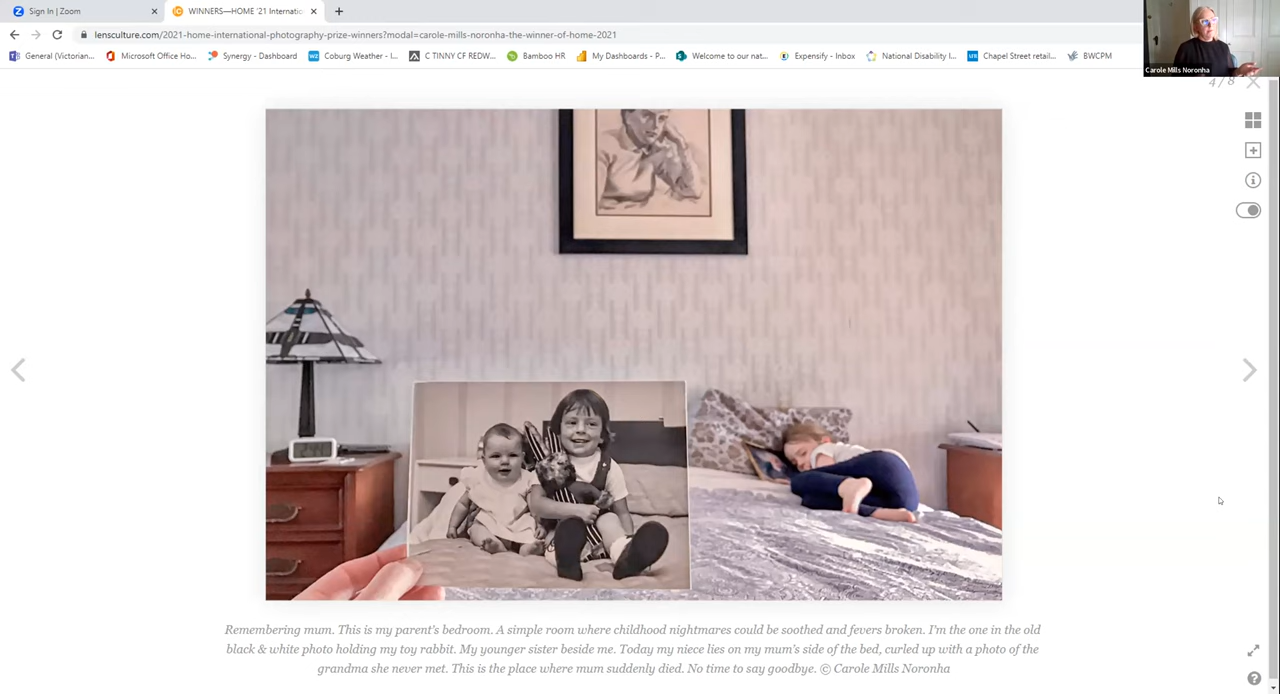 Sign In | Zoom
WINNERS—HOME '21 Internatio
lensculture.com/2021-home-international-photography-prize-winners?modal=carole-mills-noronha-the-winner-of-home-2021
General (Victorian... Microsoft Office Ho... Synergy - Dashboard Coburg Weather - l... C TINNY CF REDW... Bamboo HR My Dashboards - P... Welcome to our nat... Expensify - Inbox National Disability I... Chapel Street retail... BWCPM
Carole Mills Noronha
4 / 8
Remembering mum. This is my parent's bedroom. A simple room where childhood nightmares could be soothed and fevers broken. I'm the one in the old
black & white photo holding my toy rabbit. My younger sister beside me. Today my niece lies on my mum's side of the bed, curled up with a photo of the
grandma she never met. This is the place where mum suddenly died. No time to say goodbye. © Carole Mills Noronha